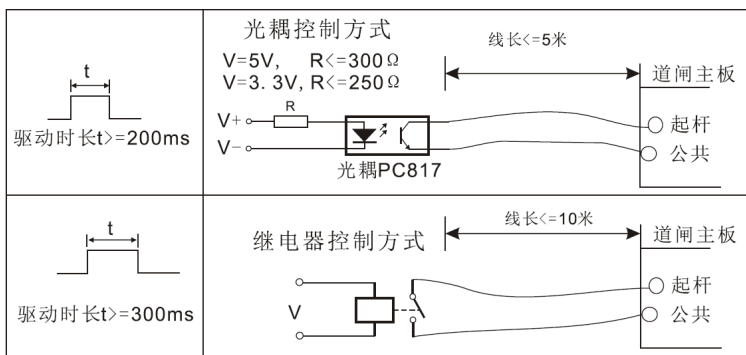 光耦控制方式
V=5V, R<=300Ω
V=3.3V, R<=250Ω
线长<=5米
道闸主板
t
驱动时长t>=200ms
R
V+
V-
光耦PC817
起杆
公共
t
驱动时长t>=300ms
继电器控制方式
线长<=10米
道闸主板
V
起杆
公共